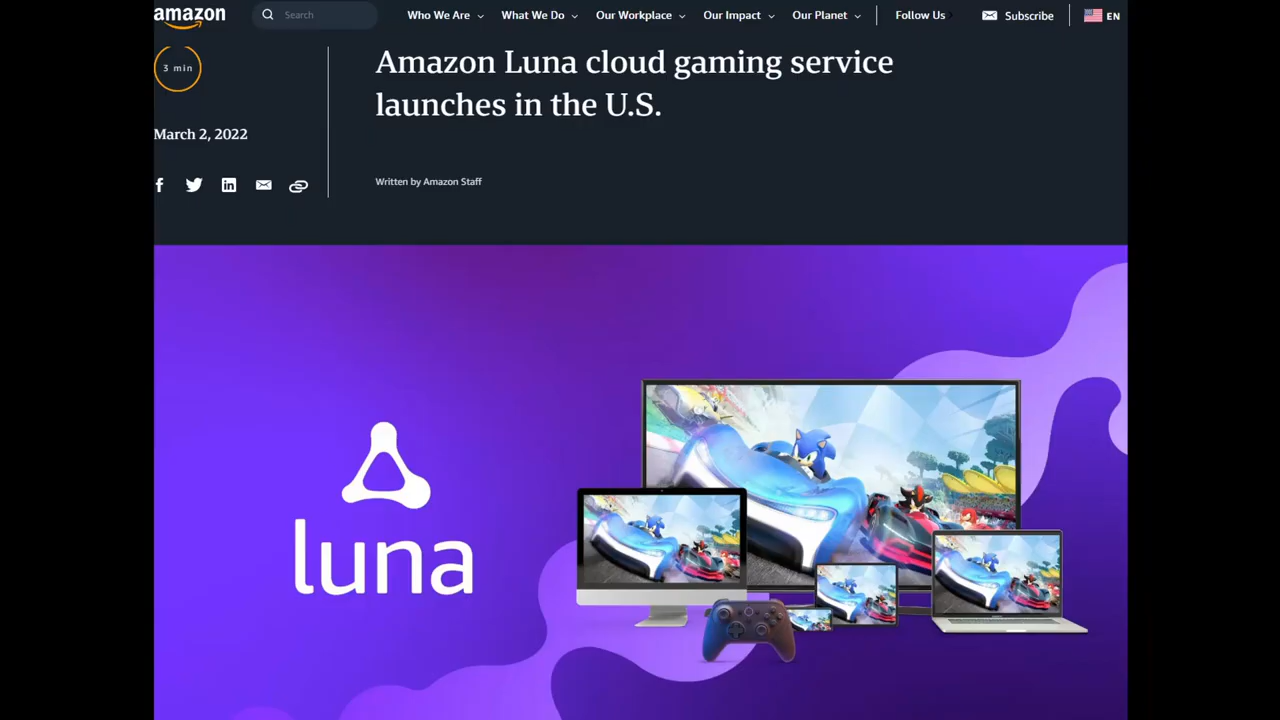 amazon
Search
Who We Are
What We Do
Our Workplace
Our Impact
Our Planet
Follow Us
Subscribe
EN
3 min
Amazon Luna cloud gaming service
launches in the U.S.
March 2, 2022
Written by Amazon Staff
luna